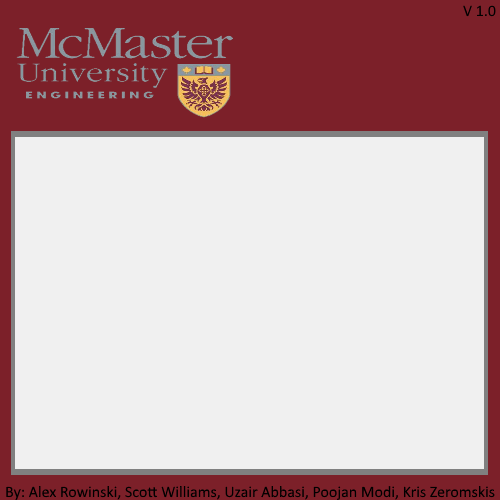 V 1.0
McMaster
University
ENGINEERING
By: Alex Rowinski, Scott Williams, Uzair Abbasi, Poojan Modi, Kris Zeromskis